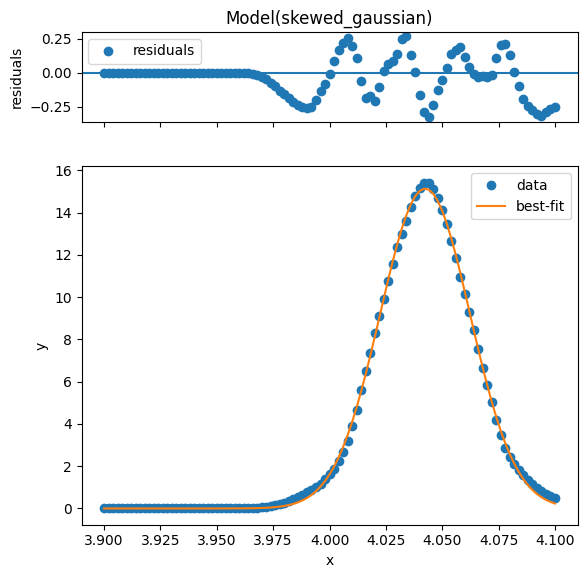 Model(skewed_gaussian)
residuals
0.25
0.00
−0.25
residuals
data
best-fit
y
16
14
12
10
8
6
4
2
0
3.900 3.925 3.950 3.975 4.000 4.025 4.050 4.075 4.100
x